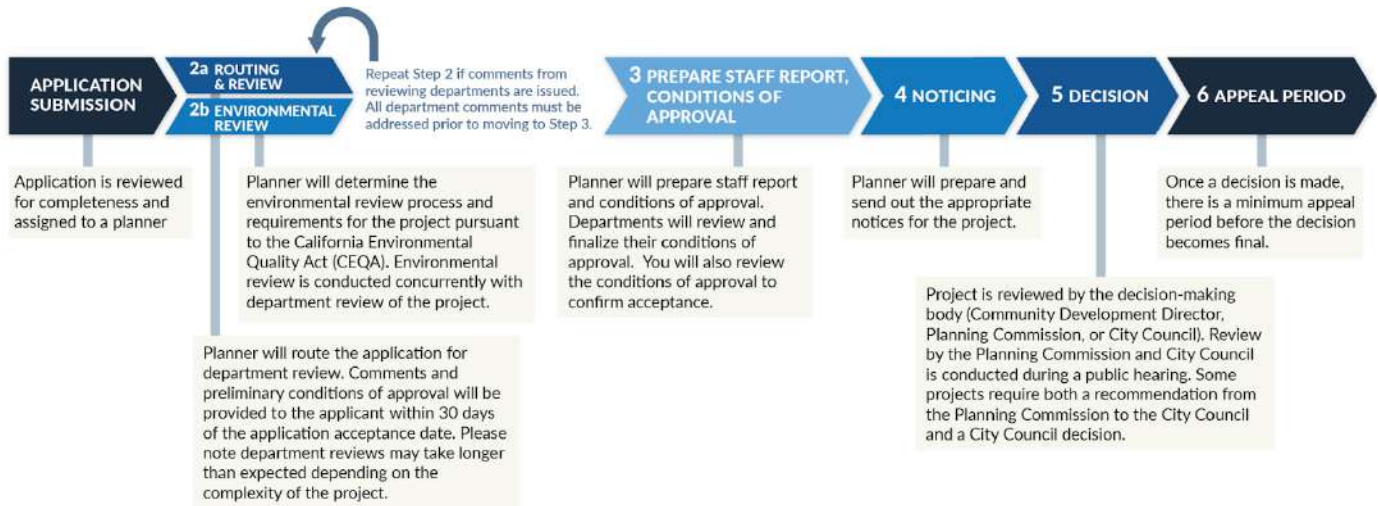 APPLICATION
SUBMISSION
2a ROUTING
& REVIEW
2b ENVIRONMENTAL
REVIEW
Repeat Step 2 if comments from
reviewing departments are issued.
All department comments must be
addressed prior to moving to Step 3.
3 PREPARE STAFF REPORT,
CONDITIONS OF
APPROVAL
4 NOTICING
5 DECISION
6 APPEAL PERIOD
Application is reviewed
for completeness and
assigned to a planner
Planner will determine the
environmental review process and
requirements for the project pursuant
to the California Environmental
Quality Act (CEQA). Environmental
review is conducted concurrently with
department review of the project.
Planner will route the application for
department review. Comments and
preliminary conditions of approval will be
provided to the applicant within 30 days
of the application acceptance date. Please
note department reviews may take longer
than expected depending on the
complexity of the project.
Planner will prepare staff report
and conditions of approval.
Departments will review and
finalize their conditions of
approval. You will also review
the conditions of approval to
confirm acceptance.
Planner will prepare and
send out the appropriate
notices for the project.
Project is reviewed by the decision-making
body (Community Development Director,
Planning Commission, or City Council). Review
by the Planning Commission and City Council
is conducted during a public hearing. Some
projects require both a recommendation from
the Planning Commission to the City Council
and a City Council decision.
Once a decision is made,
there is a minimum appeal
period before the decision
becomes final.